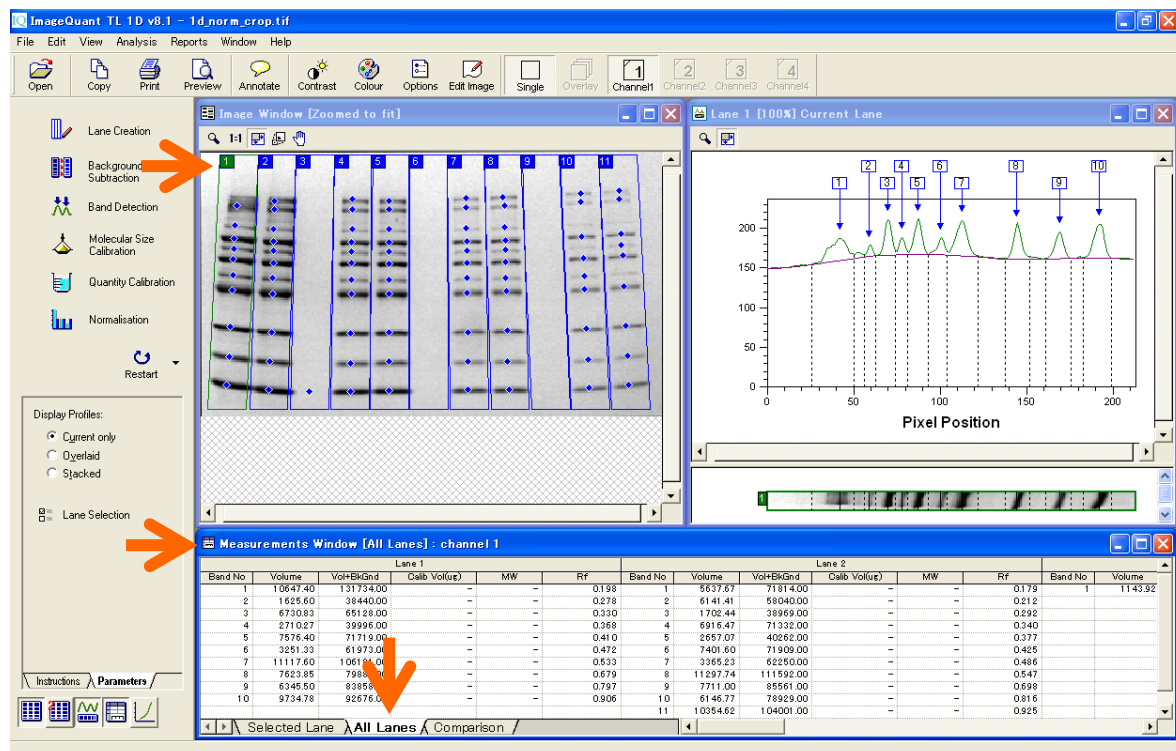 ImageQuant TL 1D v8.1 - 1d_norm_crop.tif
File Edit View Analysis Reports Window Help
Open Copy Print Preview Annotate Contrast Colour Options Edit Image Single Overlay Channel1 Channel2 Channel3 Channel4
1 2 3 4
Lane Creation
Background Subtraction
Band Detection
Molecular Size Calibration
Quantity Calibration
Normalisation
Restart
Display Profiles:
Current only
Overlaid
Stacked
Lane Selection
Instructions Parameters
Image Window [Zoomed to fit]
1:1
1 2 3 4 5 6 7 8 9 10 11
Lane 1 [100%] Current Lane
1 2 3 4 5 6 7 8 9 10
200
150
100
50
0
0 50 100 150 200
Pixel Position
1
Measurements Window [All Lanes] : channel 1
Lane 1 Lane 2
Band No Volume Vol+BkGnd Calib Vol(ug) MW Rf Band No Volume Vol+BkGnd Calib Vol(ug) MW Rf Band No Volume
1 10647.40 131734.00 - - 0.198 1 5637.67 71814.00 - - 0.179 1 1143.92
2 1625.60 38440.00 - - 0.278 2 6141.41 58040.00 - - 0.212
3 6730.83 65128.00 - - 0.330 3 1702.44 38969.00 - - 0.292
4 2710.27 39996.00 - - 0.368 4 6916.47 71332.00 - - 0.340
5 7576.40 71719.00 - - 0.410 5 2657.07 40262.00 - - 0.377
6 3251.33 61973.00 - - 0.472 6 7401.60 71909.00 - - 0.425
7 11117.60 - - 0.533 7 3365.23 62250.00 - - 0.486
8 7623.85 - - 0.679 8 11297.74 111592.00 - - 0.547
9 6345.50 - - 0.797 9 7711.00 85561.00 - - 0.698
10 9734.78 92676.00 - - 0.906 10 6146.77 78929.00 - - 0.816
11 10354.62 104001.00 - - 0.925
Selected Lane All Lanes Comparison